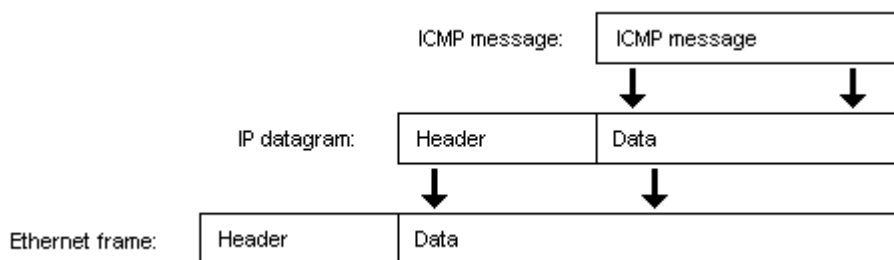 ICMP message: ICMP message
IP datagram: Header Data
Ethernet frame: Header Data